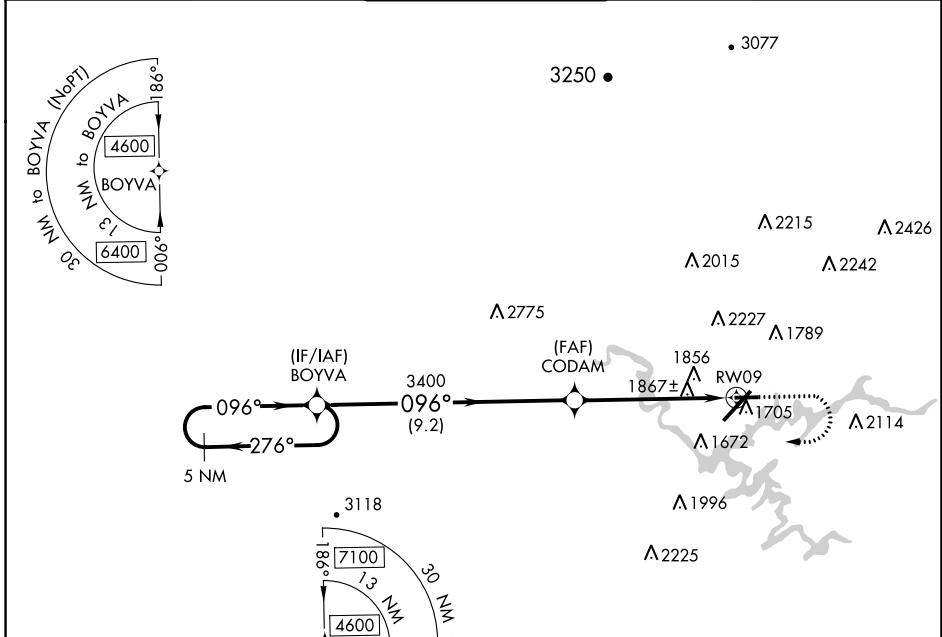 3077
3250
30 NM to BOYVA (NoPT)
13 NM to BOYVA
186°
4600
BOYVA
6400
006°
2215
2426
2015
2242
2775
2227
1789
(IF/IAF)
BOYVA
(FAF)
CODAM
3400
096°
(9.2)
1856
1867±
RW09
1705
2114
096°
276°
5 NM
1672
1996
2225
3118
186°
7100
13 NM
30 NM
4600